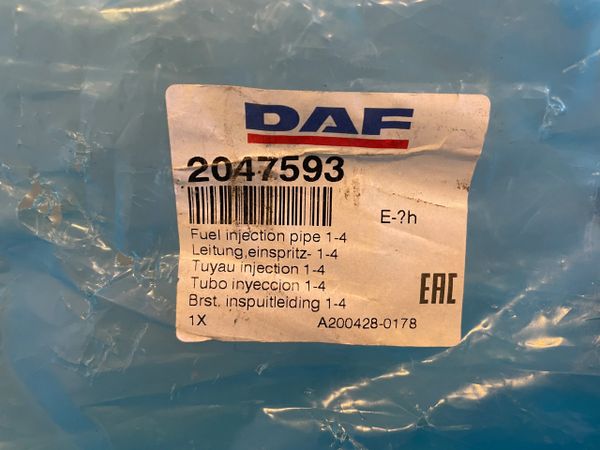 DAF
2047593
E-?h
Fuel injection pipe 1-4
Leitung,einspritz- 1-4
Tuyau injection 1-4
Tubo inyeccion 1-4
Brst. inspuitleiding 1-4
EAC
1X A200428-0178